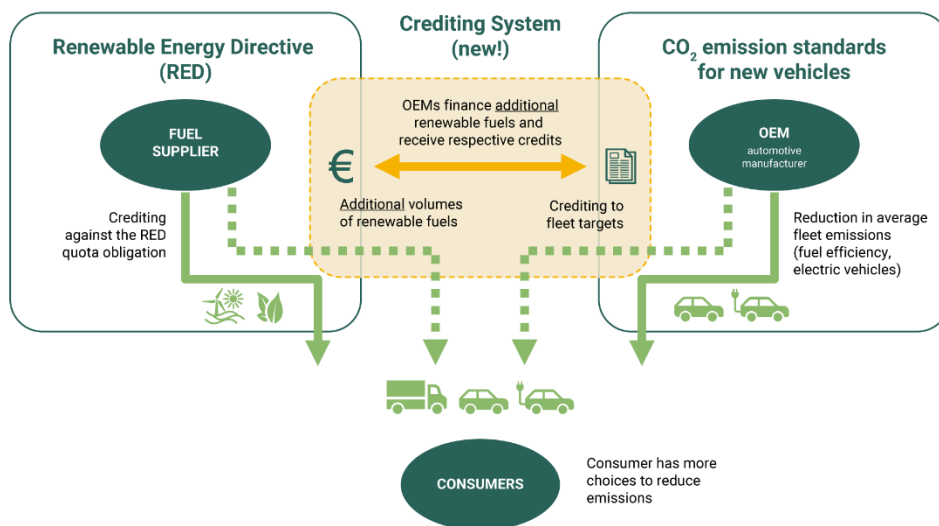 Renewable Energy Directive
(RED)
Crediting System
(new!)
CO₂ emission standards
for new vehicles
FUEL
SUPPLIER
OEMs finance additional
renewable fuels and
receive respective credits
OEM
automotive
manufacturer
€
Additional volumes
of renewable fuels
Crediting to
fleet targets
Crediting
against the RED
quota obligation
Reduction in average
fleet emissions
(fuel efficiency,
electric vehicles)
CONSUMERS
Consumer has more
choices to reduce
emissions